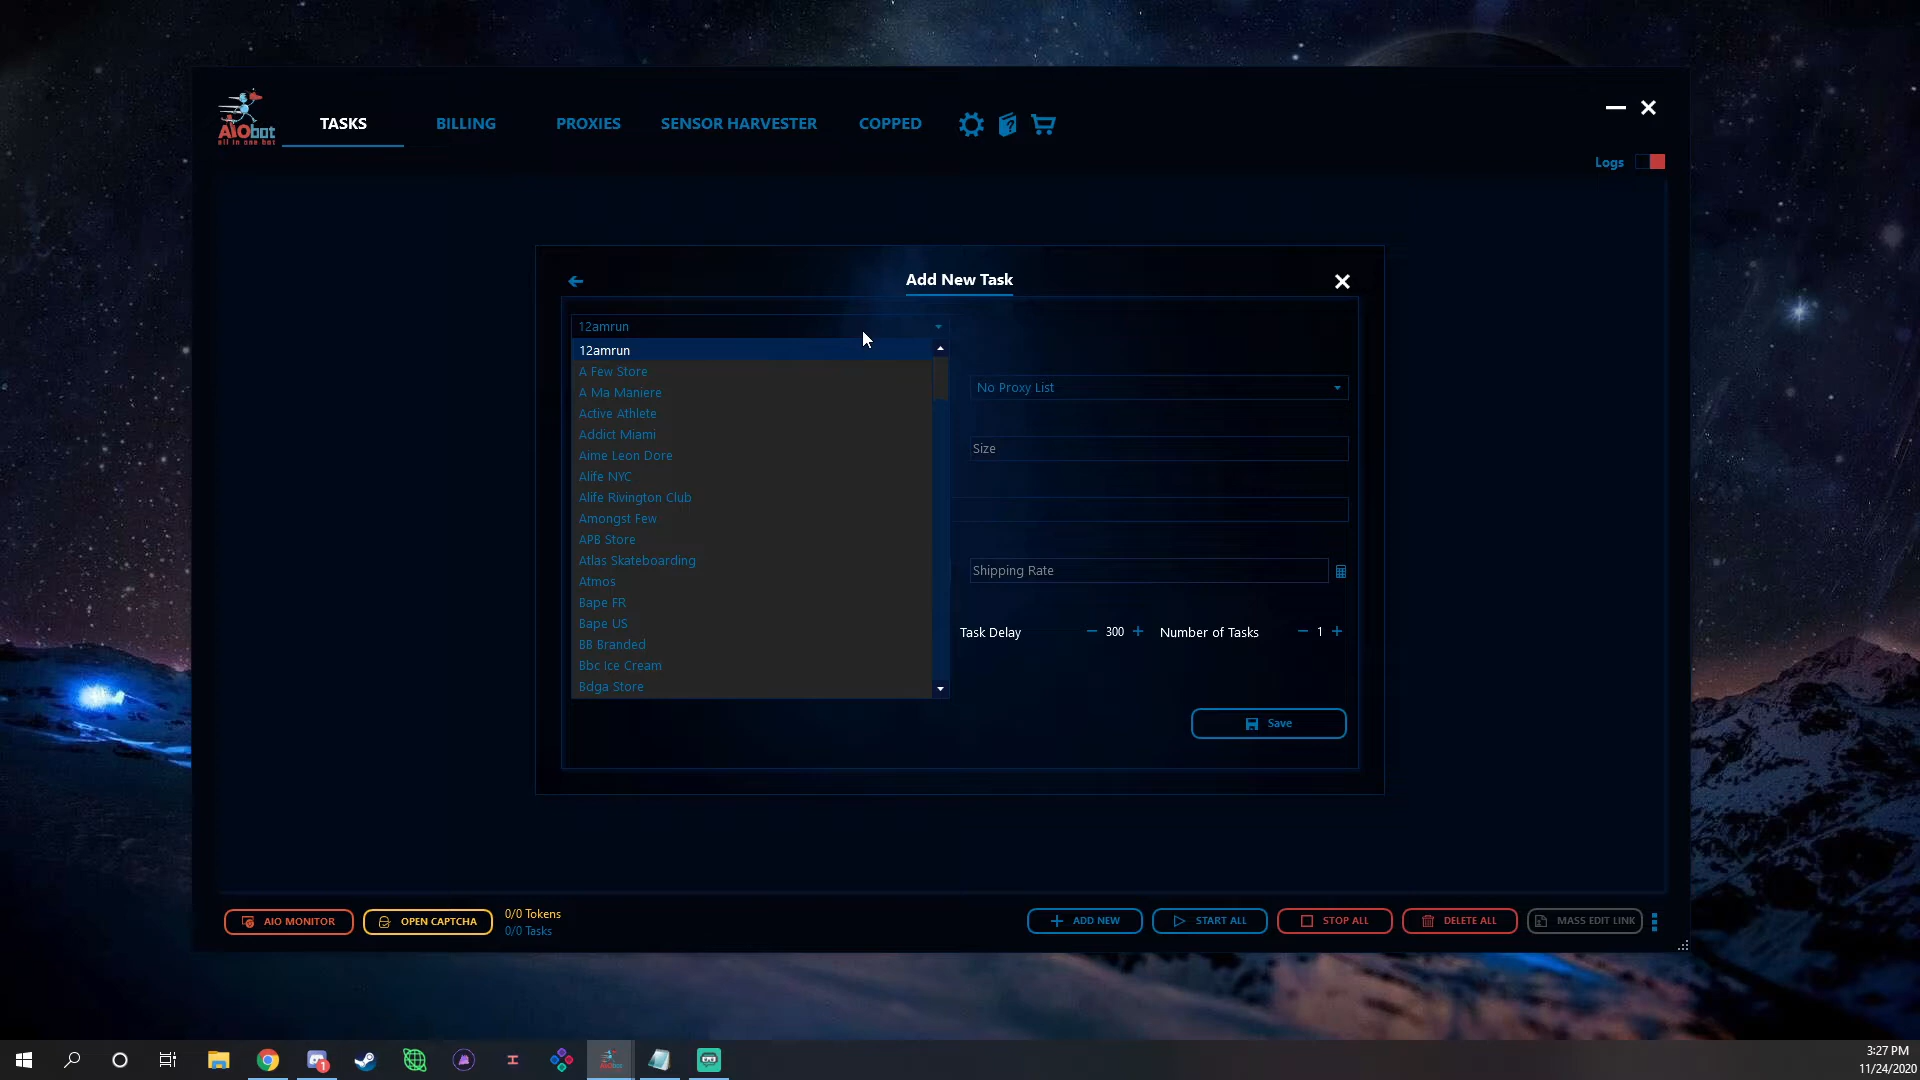 AIObot
all in one bot
TASKS
BILLING
PROXIES
SENSOR HARVESTER
COPPED
Logs
Add New Task
12amrun
12amrun
A Few Store
A Ma Maniere
Active Athlete
Addict Miami
Aime Leon Dore
Alife NYC
Alife Rivington Club
Amongst Few
APB Store
Atlas Skateboarding
Atmos
Bape FR
Bape US
BB Branded
Bbc Ice Cream
Bdga Store
No Proxy List
Size
Shipping Rate
Task Delay
300
Number of Tasks
1
Save
AIO MONITOR
OPEN CAPTCHA
0/0 Tokens
0/0 Tasks
ADD NEW
START ALL
STOP ALL
DELETE ALL
MASS EDIT LINK
1
3:27 PM
11/24/2020